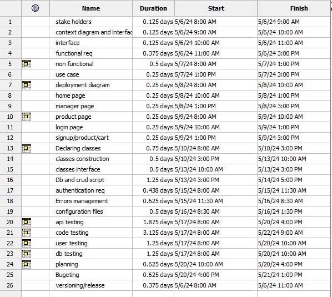 Name Duration Start Finish
1 stake holders 0.125 days 5/6/24 8:00 AM 5/6/24 9:00 AM
2 context diagram and interfac 0.125 days 5/6/24 9:00 AM 5/6/24 10:00 AM
3 interface 0.125 days 5/6/24 10:00 AM 5/6/24 11:00 AM
4 functional req 0.375 days 5/6/24 11:00 AM 5/6/24 3:00 PM
5 non functional 0.5 days 5/7/24 8:00 AM 5/7/24 1:00 PM
6 use case 0.25 days 5/7/24 1:00 PM 5/7/24 3:00 PM
7 deployment diagram 0.25 days 5/8/24 8:00 AM 5/8/24 10:00 AM
8 home page 0.25 days 5/8/24 10:00 AM 5/8/24 1:00 PM
9 manager page 0.25 days 5/8/24 1:00 PM 5/8/24 3:00 PM
10 product page 0.25 days 5/9/24 8:00 AM 5/9/24 10:00 AM
11 login page 0.25 days 5/9/24 10:00 AM 5/9/24 1:00 PM
12 signup/product/cart 0.25 days 5/9/24 1:00 PM 5/9/24 3:00 PM
13 Declaring classes 0.75 days 5/10/24 8:00 AM 5/10/24 3:00 PM
14 classes construction 0.5 days 5/10/24 3:00 PM 5/13/24 10:00 AM
15 classes interface 0.5 days 5/13/24 10:00 AM 5/13/24 3:00 PM
16 Db and crud script 1.25 days 5/13/24 3:00 PM 5/14/24 5:00 PM
17 authentication req 0.438 days 5/15/24 8:00 AM 5/15/24 11:30 AM
18 Errors management 0.625 days 5/15/24 11:30 AM 5/16/24 8:30 AM
19 configuration files 0.5 days 5/16/24 8:30 AM 5/16/24 1:30 PM
20 api testing 1.875 days 5/17/24 8:00 AM 5/20/24 4:00 PM
21 code testing 3.125 days 5/17/24 8:00 AM 5/22/24 9:00 AM
22 user testing 1.25 days 5/17/24 8:00 AM 5/20/24 10:00 AM
23 db testing 1.25 days 5/17/24 8:00 AM 5/20/24 10:00 AM
24 planning 0.625 days 5/20/24 10:00 AM 5/20/24 4:00 PM
25 Bugeting 0.625 days 5/20/24 4:00 PM 5/21/24 1:00 PM
26 versioning/release 0.375 days 5/6/24 8:00 AM 5/6/24 11:00 AM